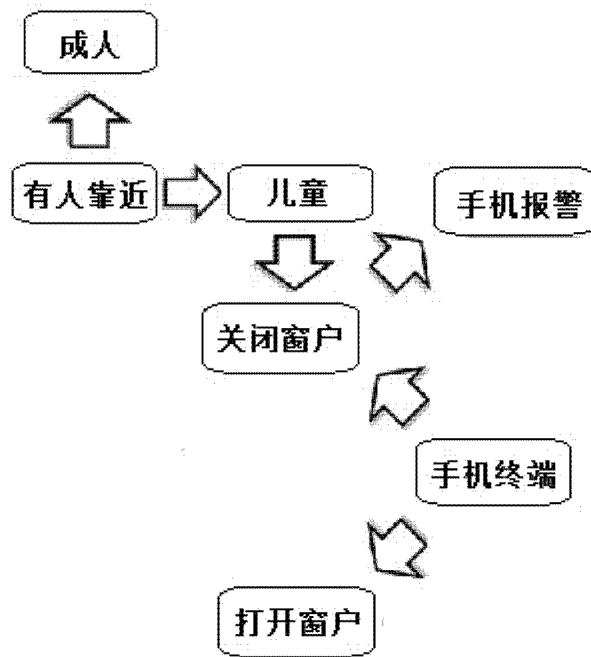 成人
有人靠近
儿童
手机报警
关闭窗户
手机终端
打开窗户